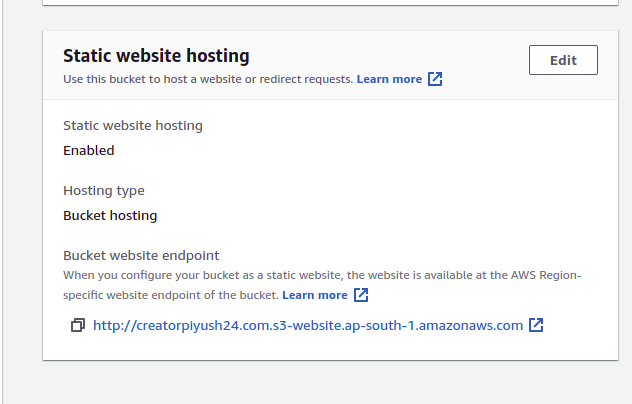 Static website hosting
Edit
Use this bucket to host a website or redirect requests. Learn more
Static website hosting
Enabled
Hosting type
Bucket hosting
Bucket website endpoint
When you configure your bucket as a static website, the website is available at the AWS Region-
specific website endpoint of the bucket. Learn more
http://creatorpiyush24.com.s3-website.ap-south-1.amazonaws.com